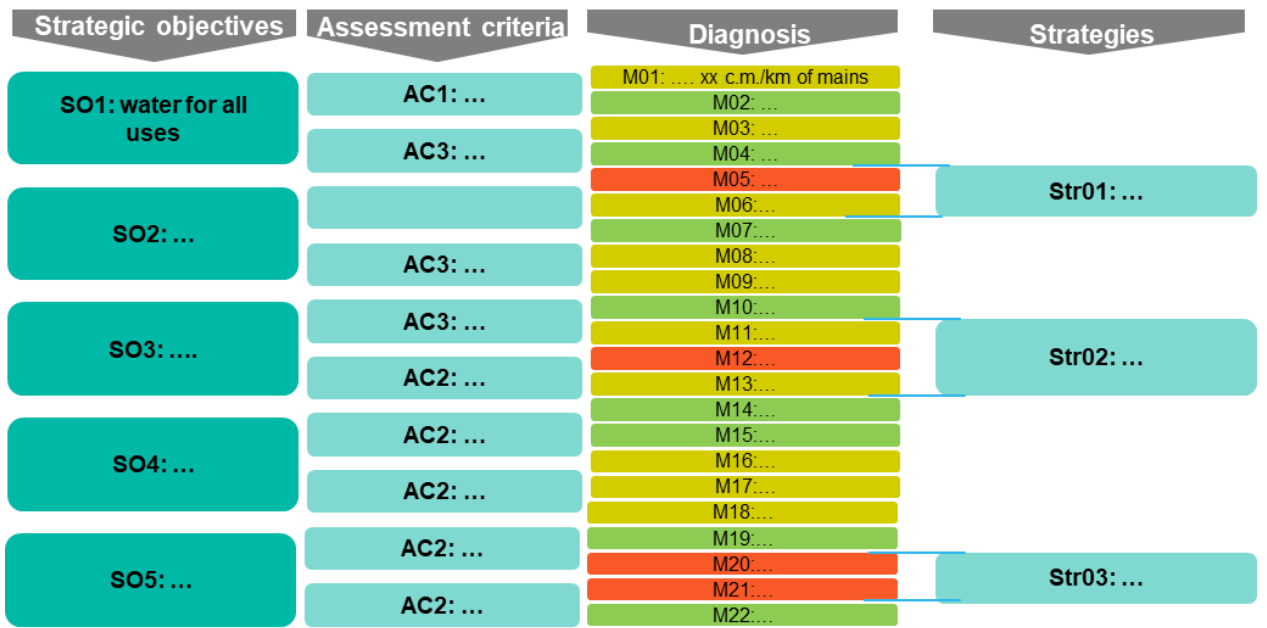 Strategic objectives
Assessment criteria
Diagnosis
Strategies
SO1: water for all
uses
SO2: …
SO3: ….
SO4: …
SO5: …
AC1: …
AC3: …
AC3: …
AC3: …
AC2: …
AC2: …
AC2: …
AC2: …
AC2: …
M01: …. xx c.m./km of mains
M02: …
M03: …
M04: …
M05: …
M06:…
M07:…
M08:…
M09:…
M10:…
M11:…
M12:…
M13:…
M14:…
M15:…
M16:…
M17:…
M18:…
M19:…
M20:…
M21:…
M22:…
Str01: …
Str02: …
Str03: …